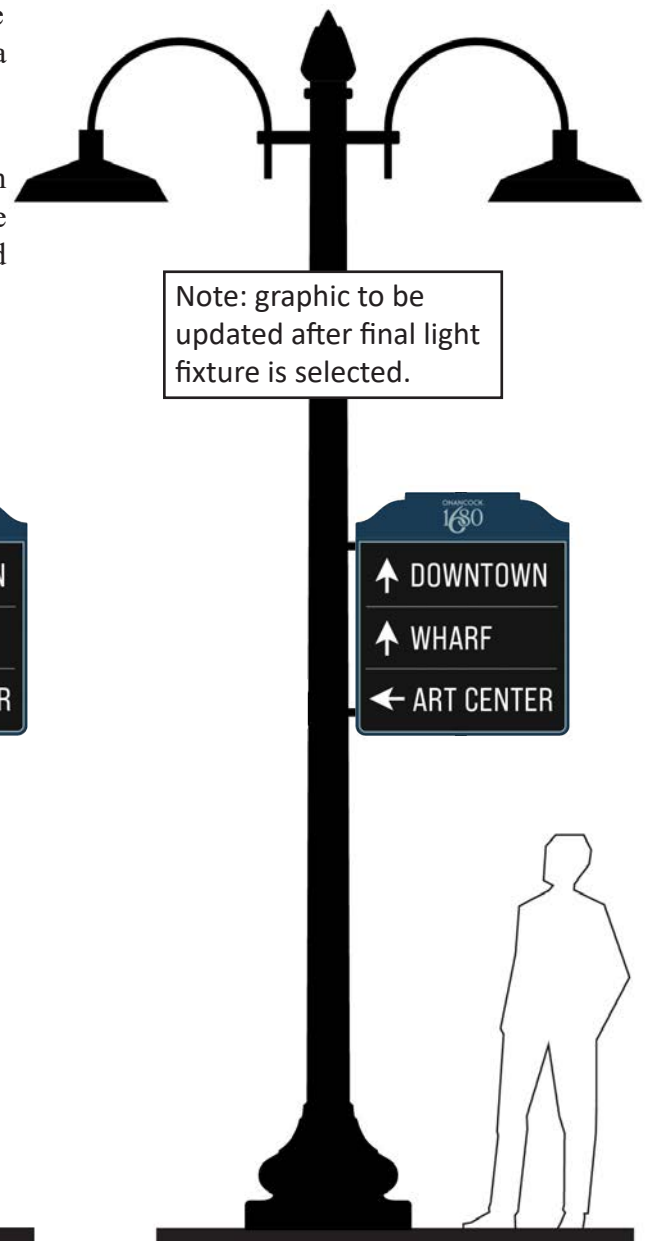 e
a
n
e
d
Note: graphic to be
updated after final light
fixture is selected.
ONANCOCK
1680
DOWNTOWN
WHARF
ART CENTER
N
R